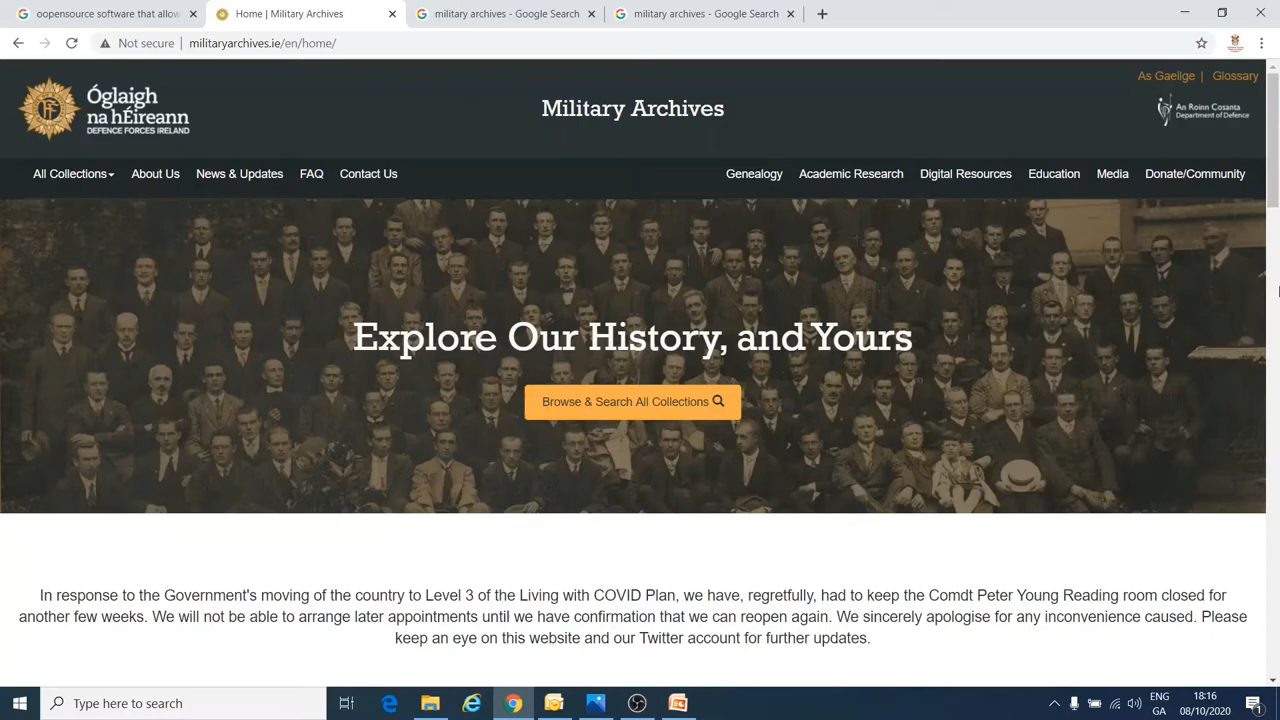 oopensource software that allow
Home | Military Archives
military archives - Google Search
military archives - Google Search
Not secure | militaryarchives.ie/en/home/
As Gaeilge | Glossary
Óglaigh
na hÉireann
DEFENCE FORCES IRELAND
Military Archives
An Roinn Cosanta
Department of Defence
All Collections
About Us
News & Updates
FAQ
Contact Us
Genealogy
Academic Research
Digital Resources
Education
Media
Donate/Community
Explore Our History, and Yours
Browse & Search All Collections
In response to the Government's moving of the country to Level 3 of the Living with COVID Plan, we have, regretfully, had to keep the Comdt Peter Young Reading room closed for
another few weeks. We will not be able to arrange later appointments until we have confirmation that we can reopen again. We sincerely apologise for any inconvenience caused. Please
keep an eye on this website and our Twitter account for further updates.
Type here to search
ENG
GA
18:16
08/10/2020
1